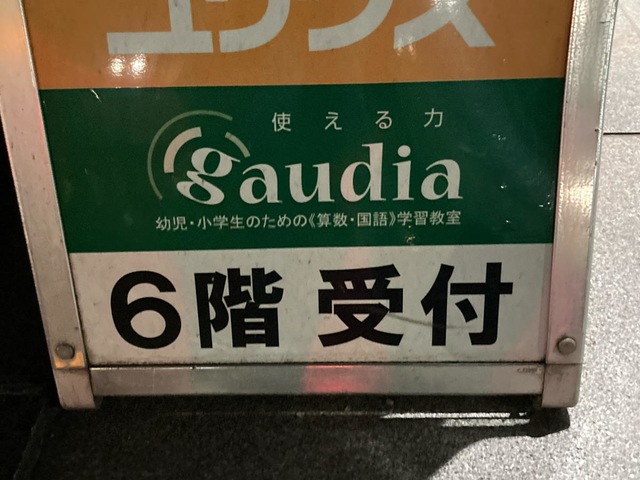 使える力
gaudia
幼児・小学生のための《算数・国語》学習教室
6階 受付